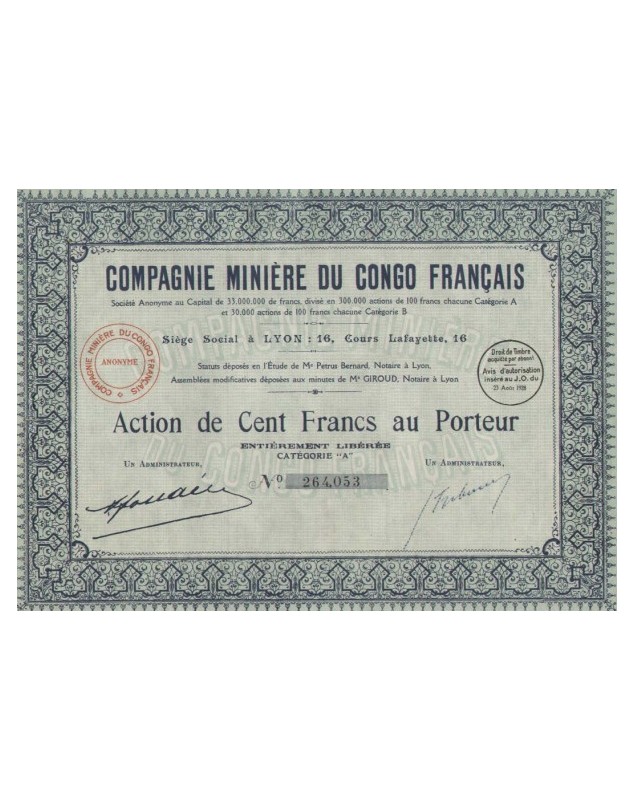 COMPAGNIE MINIÈRE DU CONGO FRANÇAIS
Société Anonyme au Capital de 33.000.000 de francs, divisé en 300.000 actions de 100 francs chacune Catégorie A
et 30.000 actions de 100 francs chacune Catégorie B
Siège Social à LYON : 16, Cours Lafayette, 16
COMPAGNIE MINIÈRE DU CONGO FRANÇAIS
ANONYME
Statuts déposés en l'Étude de Me Petrus Bernard, Notaire à Lyon,
Assemblées modificatives déposées aux minutes de Me GIROUD, Notaire à Lyon
Droit de Timbre
acquitté par abonnt
Avis d'autorisation
inséré au J.O. du
25 Août 1928
Action de Cent Francs au Porteur
ENTIÈREMENT LIBÉRÉE
CATÉGORIE "A"
UN ADMINISTRATEUR,
UN ADMINISTRATEUR,
No 264,053